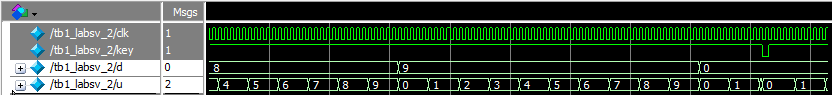 Msgs
/tb1_labsv_2/clk 1
/tb1_labsv_2/key 1
/tb1_labsv_2/d 0 8 9 0
/tb1_labsv_2/u 2 4 5 6 7 8 9 0 1 2 3 4 5 6 7 8 9 0 1 0 1